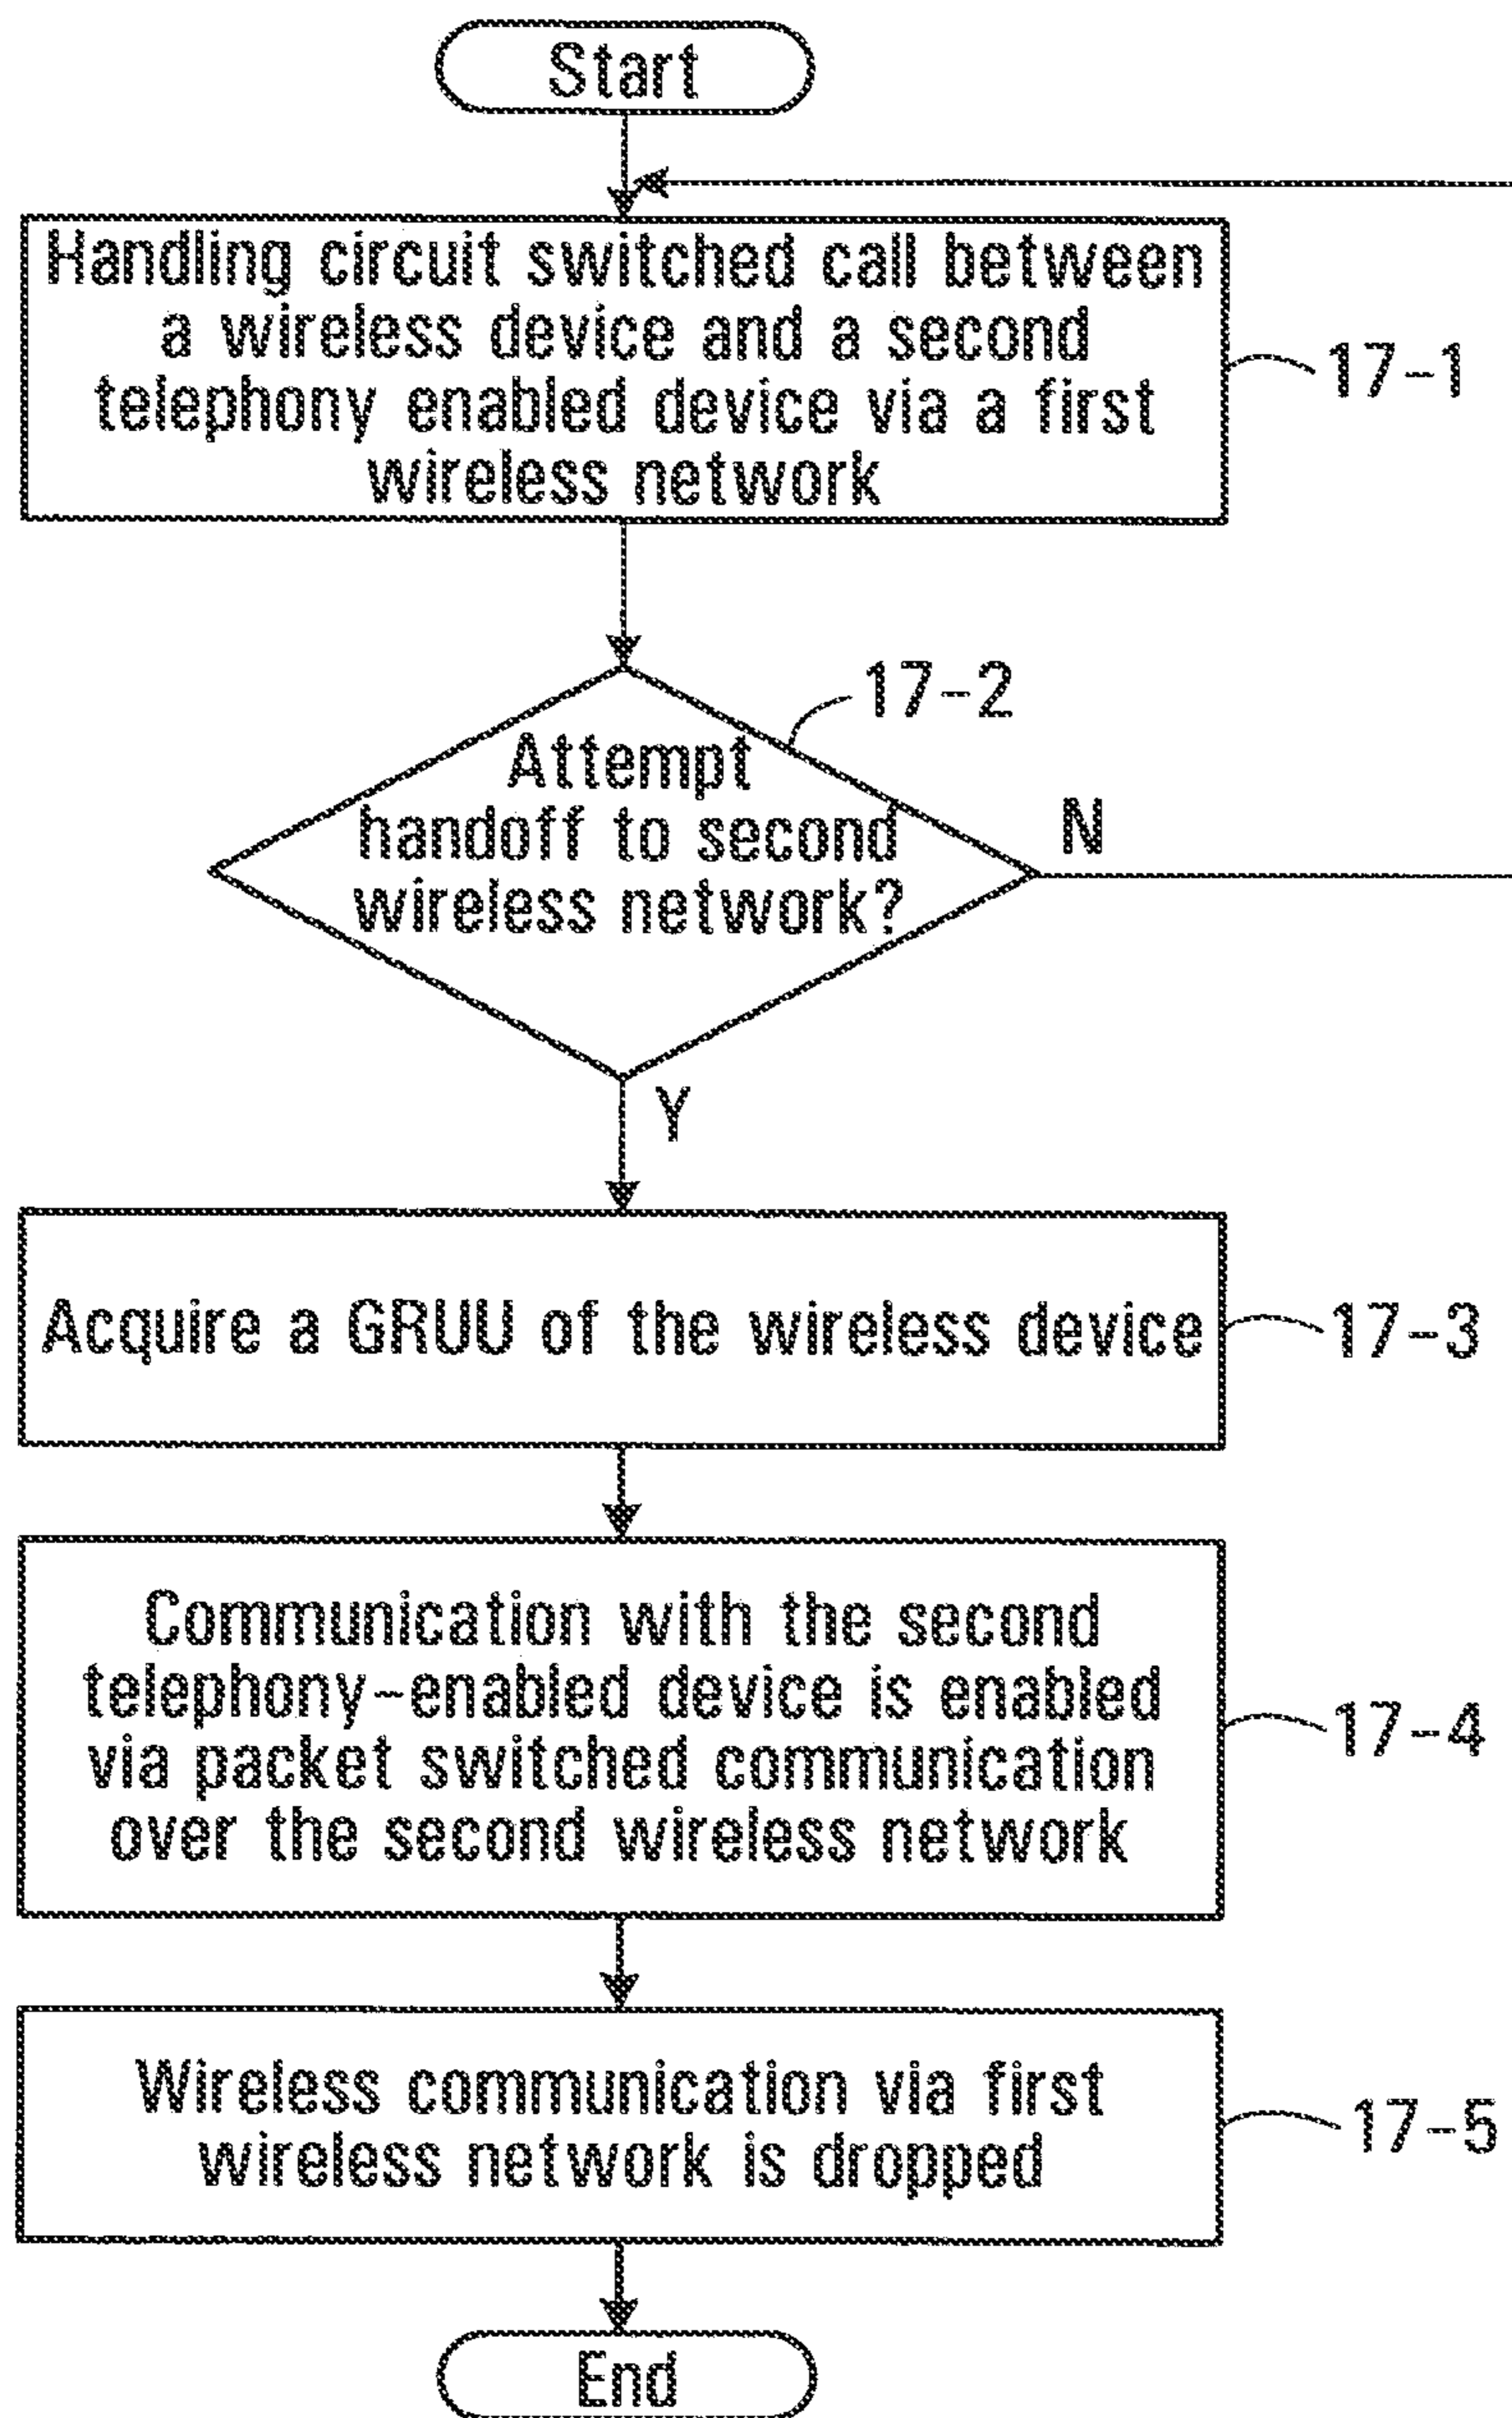 Start
Handling circuit switched call between
a wireless device and a second
telephony enabled device via a first
wireless network
17-1
17-2
Attempt
handoff to second
wireless network?
N
Y
Acquire a GRUU of the wireless device
17-3
Communication with the second
telephony-enabled device is enabled
via packet switched communication
over the second wireless network
17-4
Wireless communication via first
wireless network is dropped
17-5
End